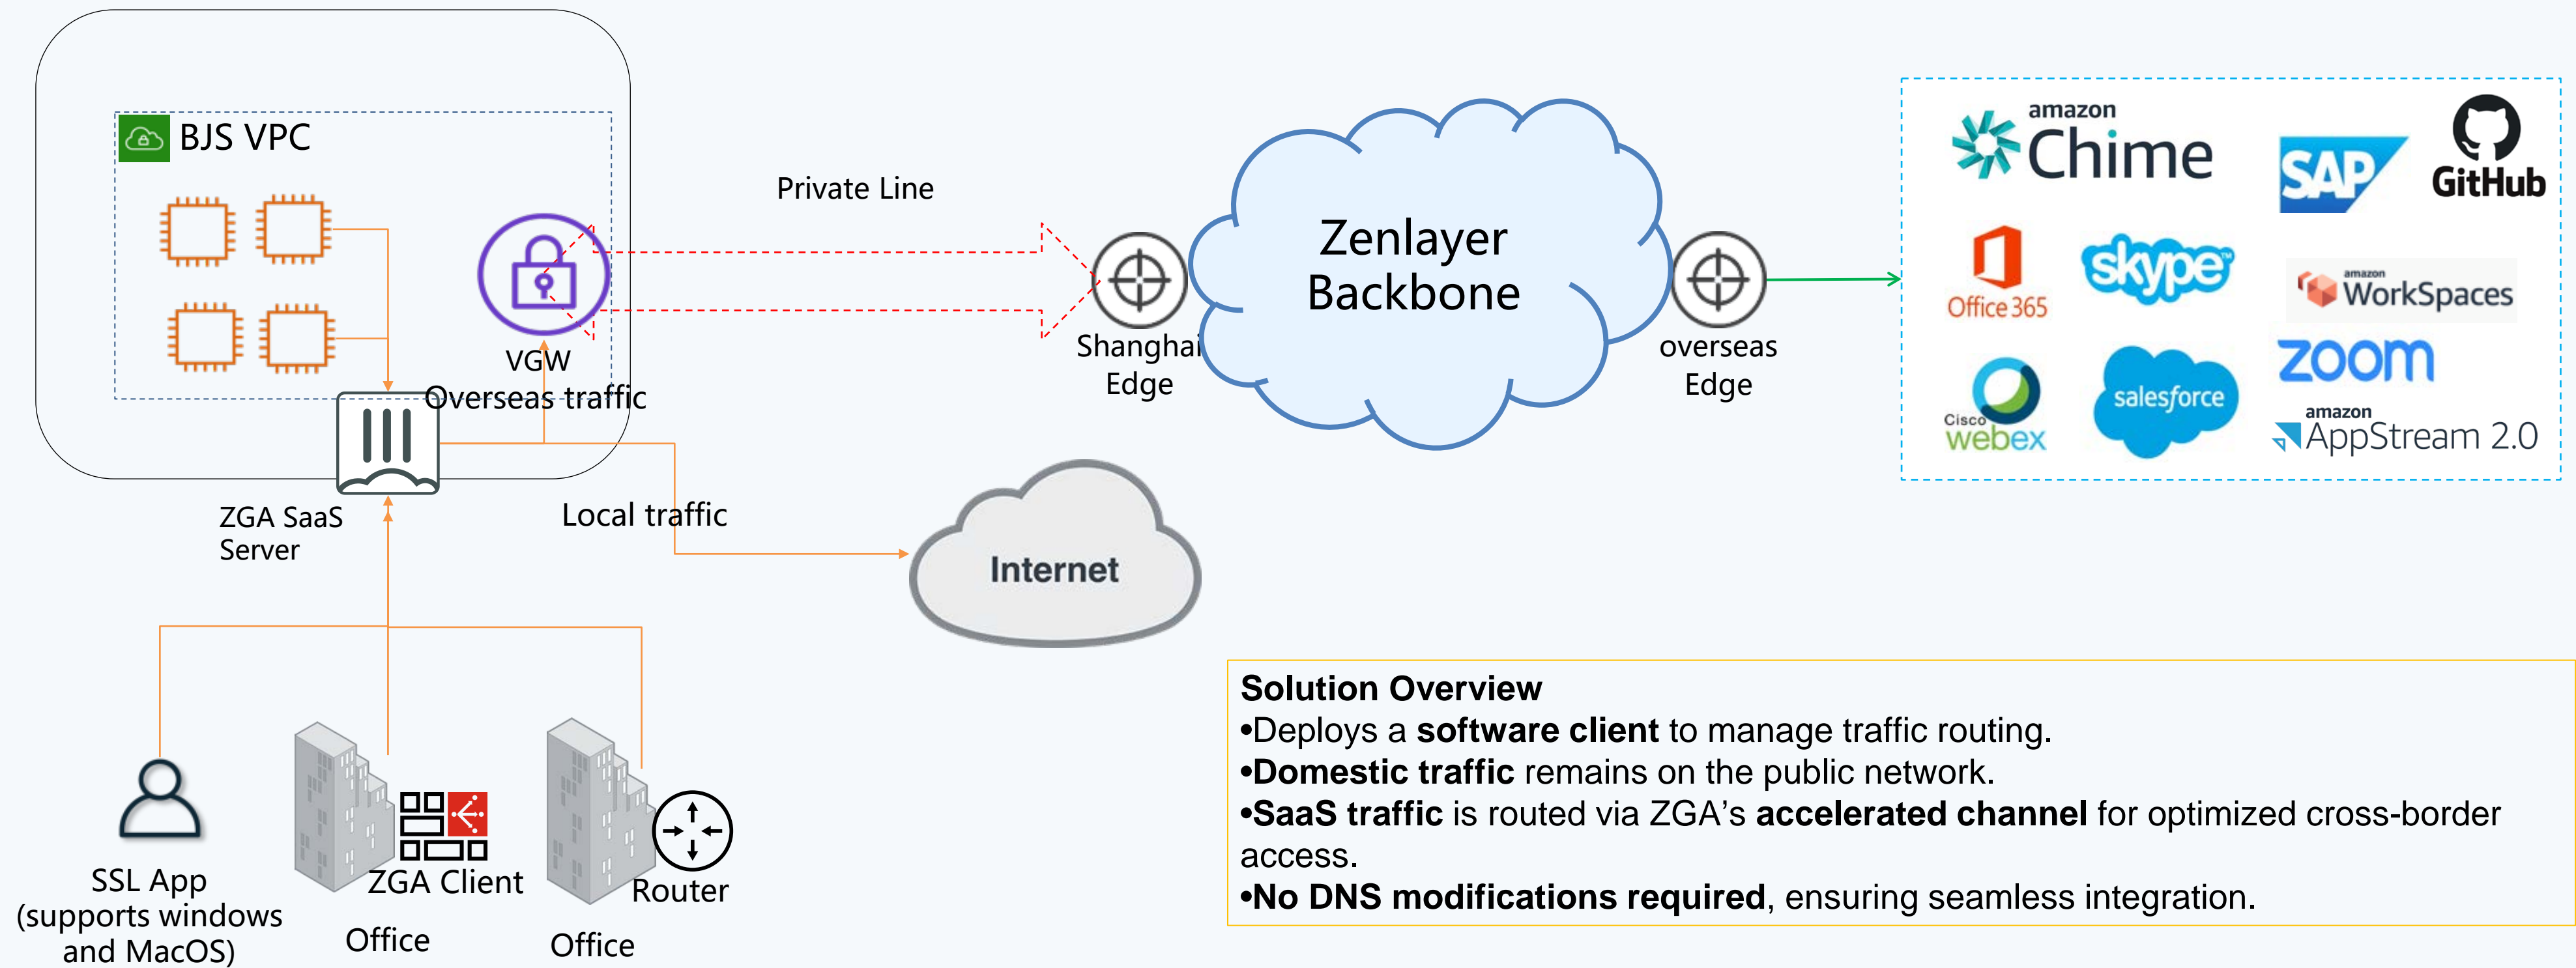 BJS VPC
VGW
Overseas traffic
Private Line
Shanghai
Edge
Zenlayer
Backbone
overseas
Edge
amazon
Chime
SAP
GitHub
Office 365
skype™
amazon
WorkSpaces
zoom
Cisco
webex
salesforce
amazon
AppStream 2.0
ZGA SaaS
Server
Local traffic
Internet
SSL App
(supports windows
and MacOS)
ZGA Client
Office
Router
Office
Solution Overview
•Deploys a software client to manage traffic routing.
•Domestic traffic remains on the public network.
•SaaS traffic is routed via ZGA’s accelerated channel for optimized cross-border
access.
•No DNS modifications required, ensuring seamless integration.